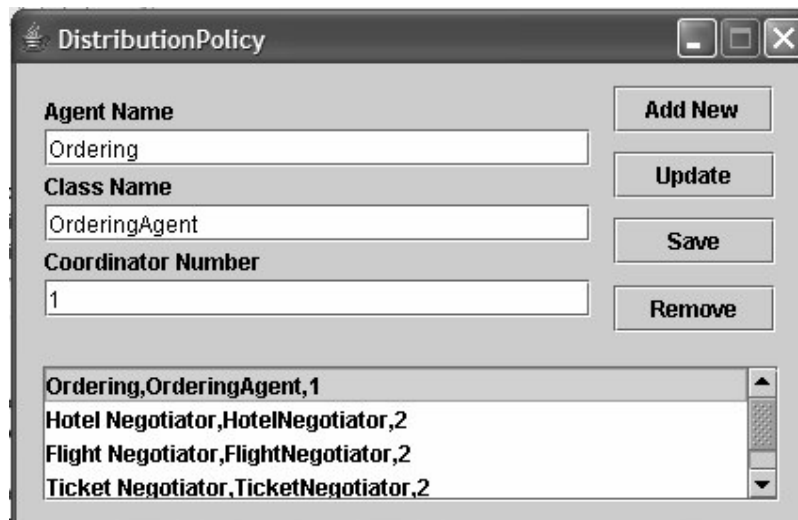 DistributionPolicy
Agent Name
Ordering
Class Name
OrderingAgent
Coordinator Number
1
Add New
Update
Save
Remove
Ordering,OrderingAgent,1
Hotel Negotiator,HotelNegotiator,2
Flight Negotiator,FlightNegotiator,2
Ticket Negotiator,TicketNegotiator,2